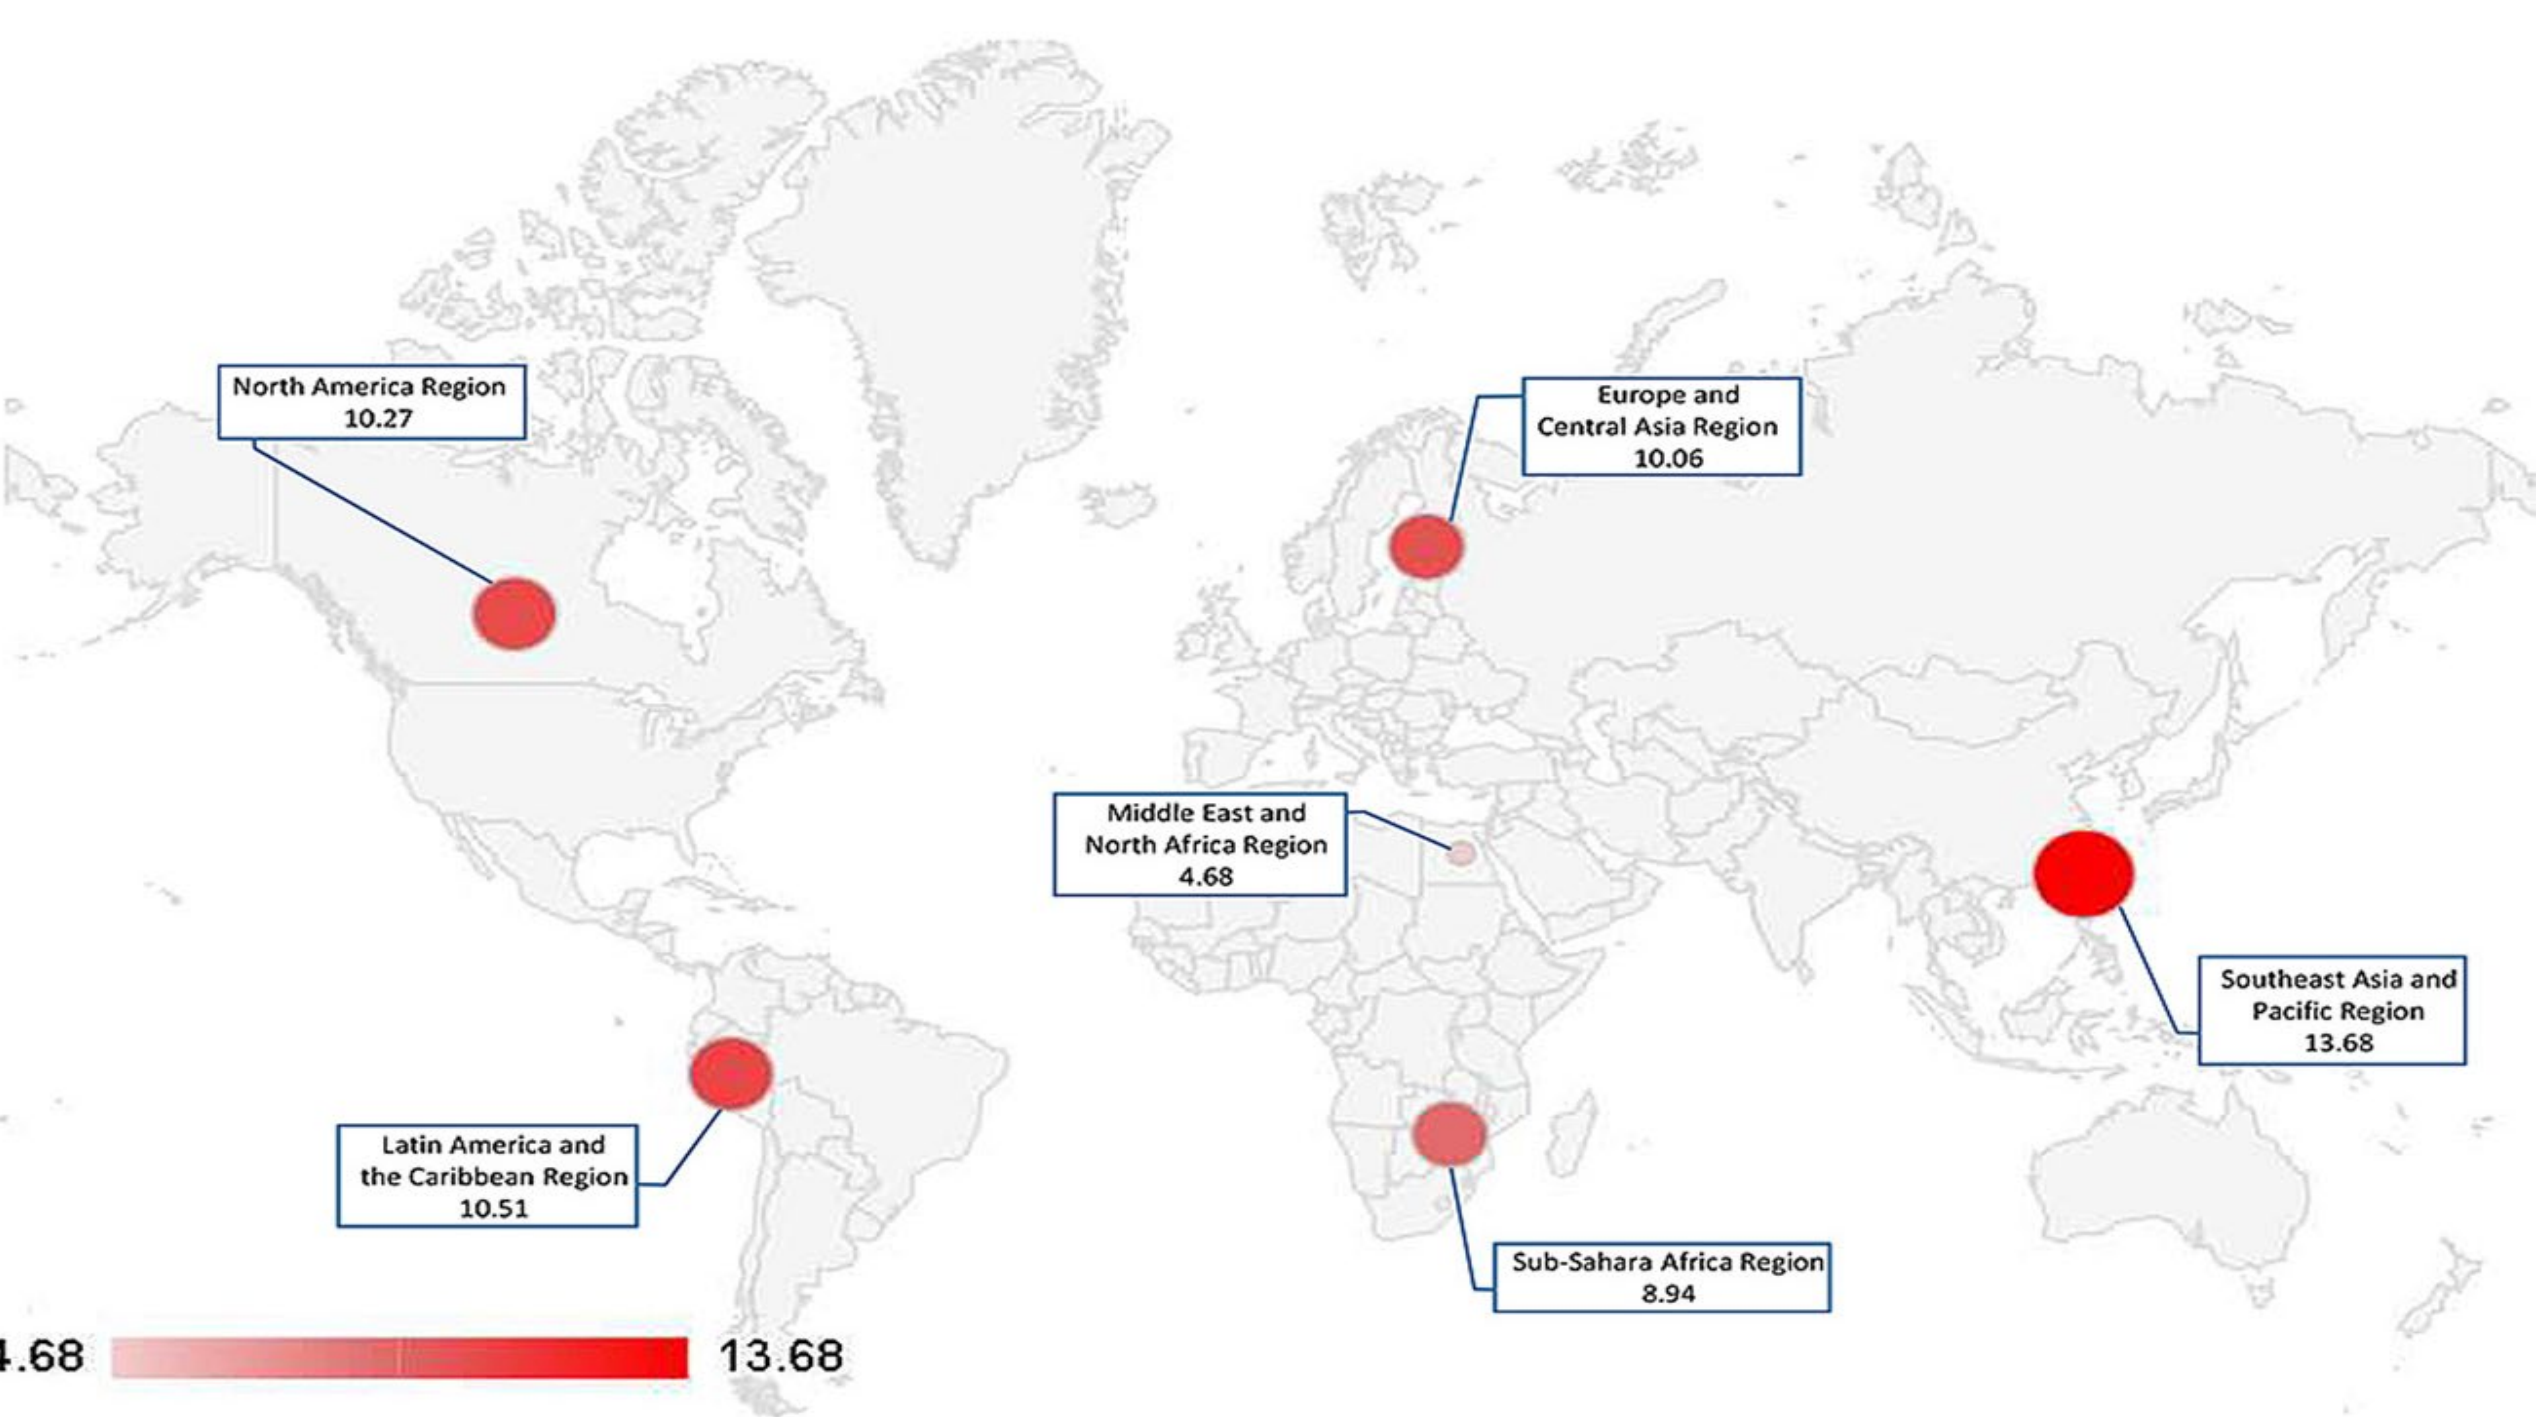 North America Region
10.27
Europe and
Central Asia Region
10.06
Middle East and
North Africa Region
4.68
Southeast Asia and
Pacific Region
13.68
Latin America and
the Caribbean Region
10.51
Sub-Sahara Africa Region
8.94
4.68
13.68